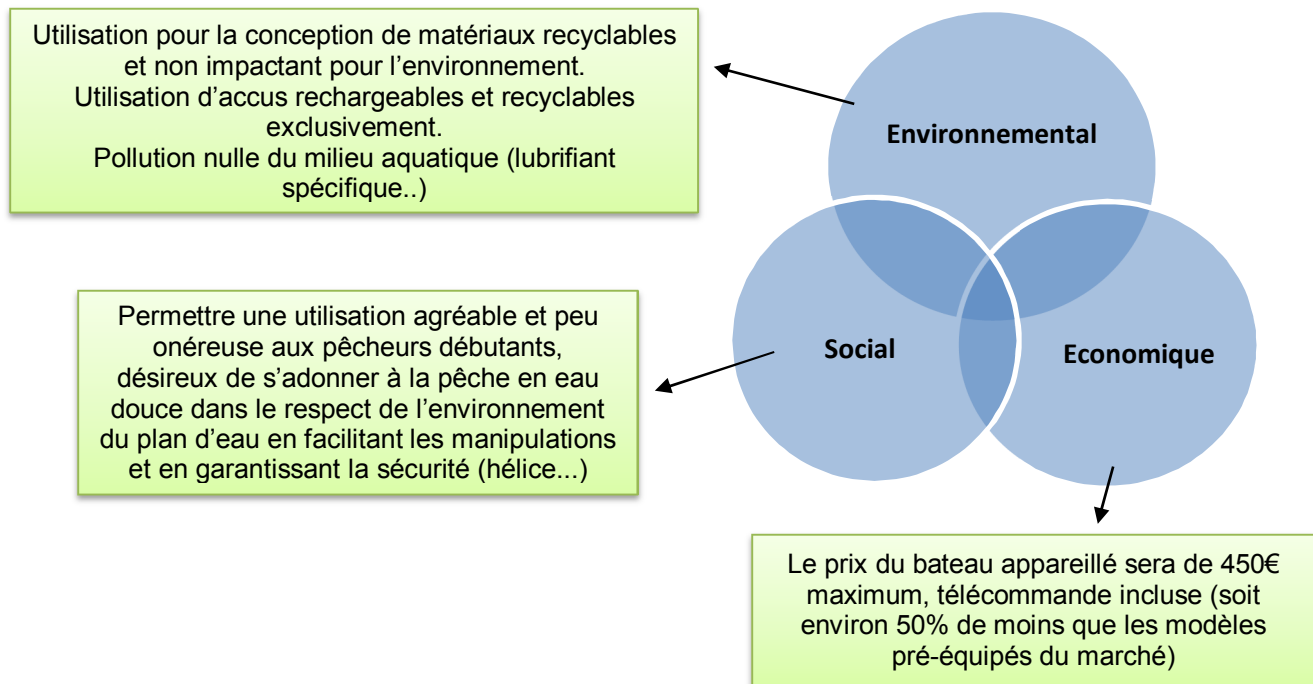 Utilisation pour la conception de matériaux recyclables
et non impactant pour l’environnement.
Utilisation d’accus rechargeables et recyclables
exclusivement.
Pollution nulle du milieu aquatique (lubrifiant
spécifique..)
Environnemental
Permettre une utilisation agréable et peu
onéreuse aux pêcheurs débutants,
désireux de s’adonner à la pêche en eau
douce dans le respect de l’environnement
du plan d’eau en facilitant les manipulations
et en garantissant la sécurité (hélice...)
Social
Economique
Le prix du bateau appareillé sera de 450€
maximum, télécommande incluse (soit
environ 50% de moins que les modèles
pré-équipés du marché)